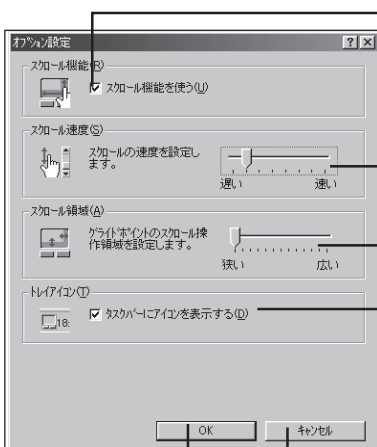 オプション設定
スクロール機能(R)
スクロール機能を使う(U)
スクロール速度(S)
スクロールの速度を設定し
ます。
遅い 速い
スクロール領域(A)
グライドポイントのスクロール操
作領域を設定します。
狭い 広い
トレイアイコン(T)
18:
タスクバーにアイコンを表示する(D)
OK キャンセル